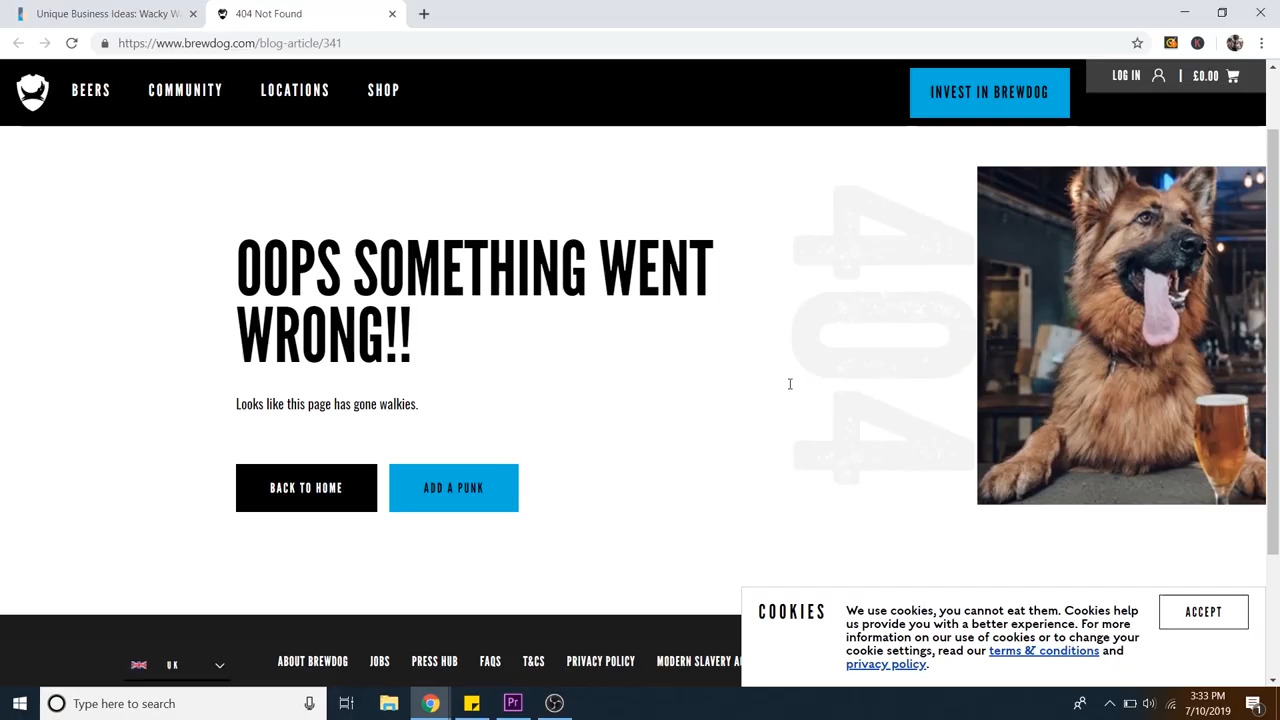 Unique Business Ideas: Wacky W
404 Not Found
https://www.brewdog.com/blog-article/341
BEERS
COMMUNITY
LOCATIONS
SHOP
INVEST IN BREWDOG
LOG IN
|
£0.00
OOPS SOMETHING WENT
WRONG!!
Looks like this page has gone walkies.
BACK TO HOME
ADD A PUNK
404
COOKIES
We use cookies, you cannot eat them. Cookies help
us provide you with a better experience. For more
information on our use of cookies or to change your
cookie settings, read our terms & conditions and
privacy policy.
ACCEPT
UK
ABOUT BREWDOG
JOBS
PRESS HUB
FAQS
T&CS
PRIVACY POLICY
MODERN SLAVERY A
Type here to search
Pr
3:33 PM
7/10/2019
1